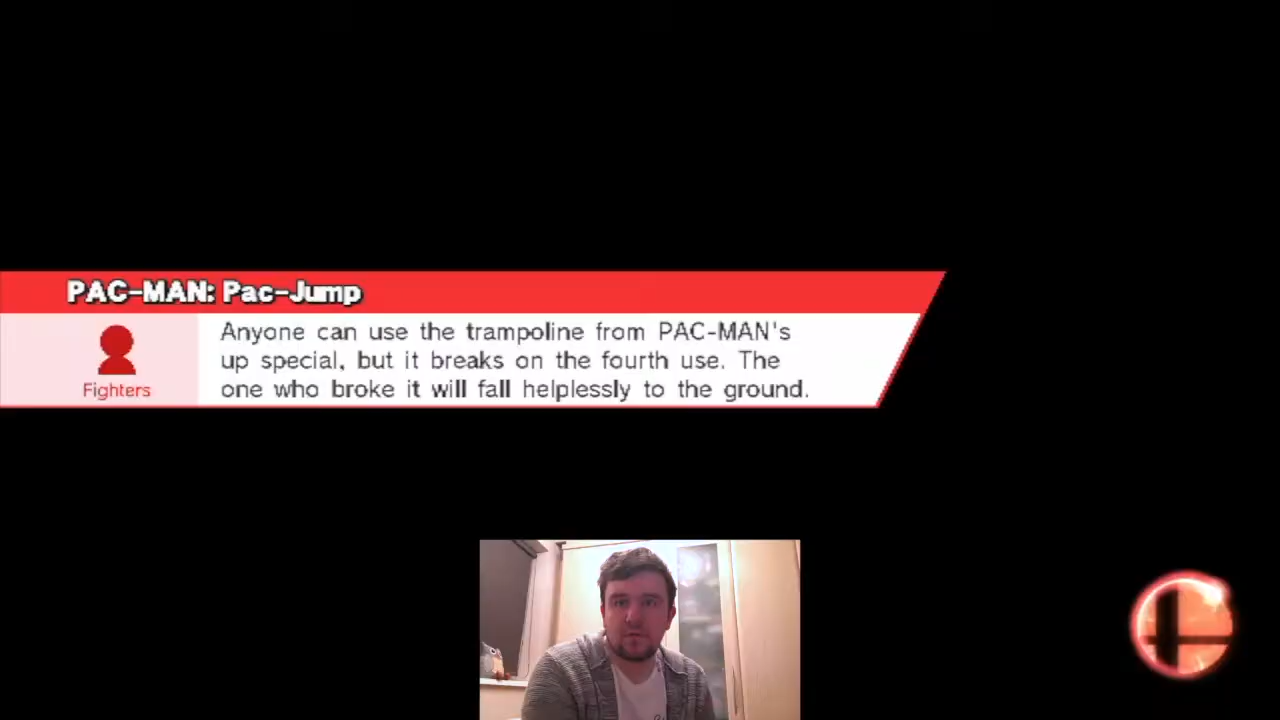 PAC-MAN: Pac-Jump
Anyone can use the trampoline from PAC-MAN's
up special, but it breaks on the fourth use. The
one who broke it will fall helplessly to the ground.
Fighters